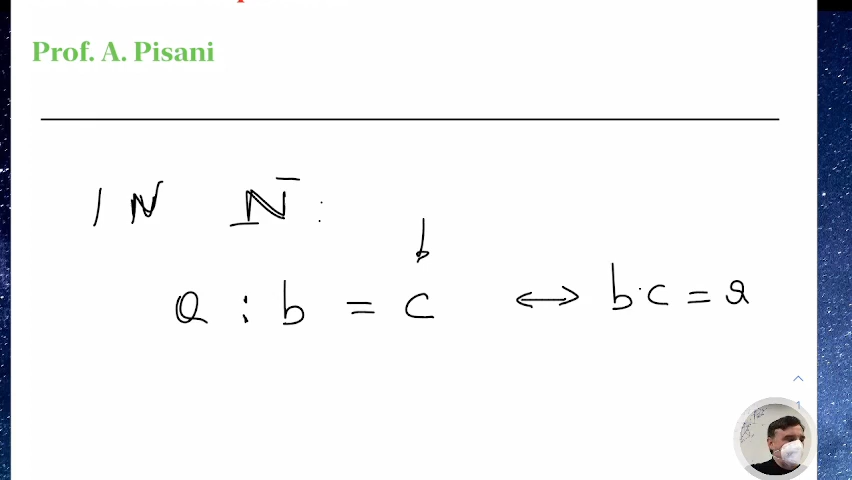 Prof. A. Pisani
IN ℕ:
a : b = c ⟷ b·c = a